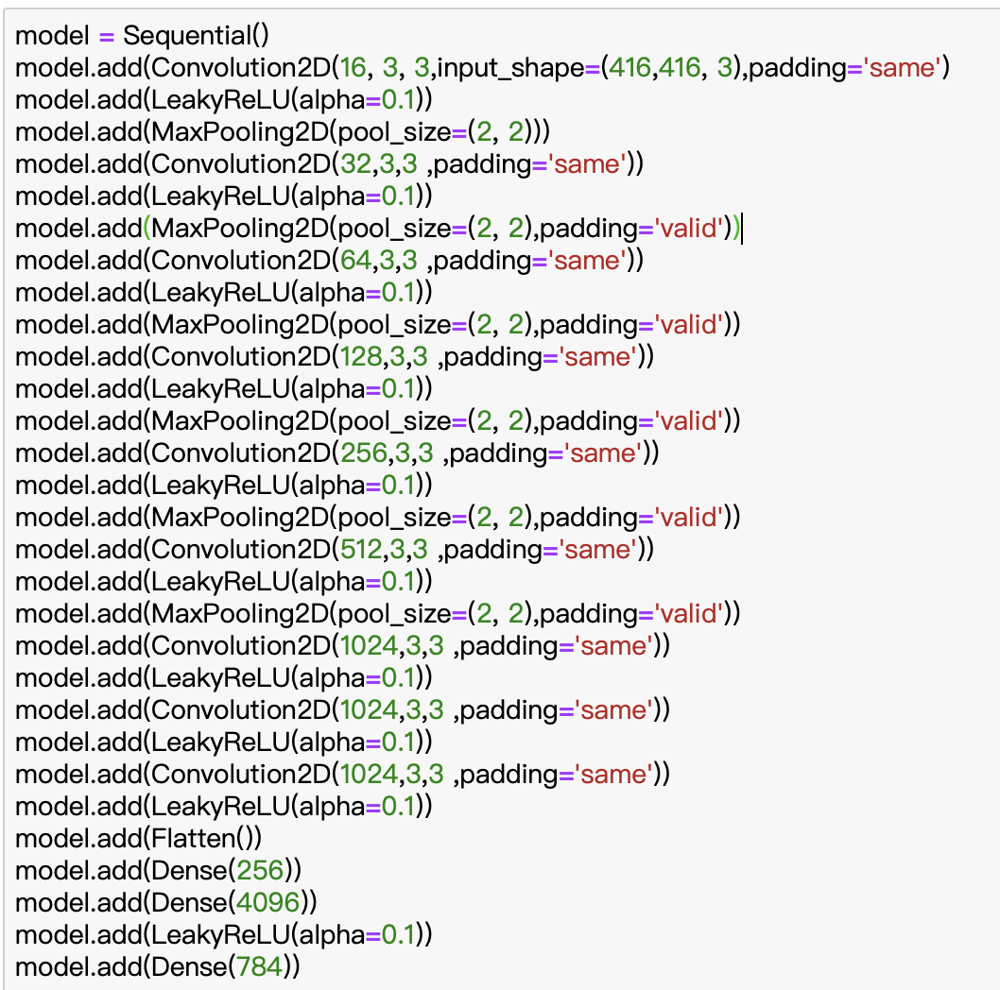 model = Sequential()
model.add(Convolution2D(16, 3, 3,input_shape=(416,416, 3),padding='same')
model.add(LeakyReLU(alpha=0.1))
model.add(MaxPooling2D(pool_size=(2, 2)))
model.add(Convolution2D(32,3,3 ,padding='same'))
model.add(LeakyReLU(alpha=0.1))
model.add(MaxPooling2D(pool_size=(2, 2),padding='valid'))
model.add(Convolution2D(64,3,3 ,padding='same'))
model.add(LeakyReLU(alpha=0.1))
model.add(MaxPooling2D(pool_size=(2, 2),padding='valid'))
model.add(Convolution2D(128,3,3 ,padding='same'))
model.add(LeakyReLU(alpha=0.1))
model.add(MaxPooling2D(pool_size=(2, 2),padding='valid'))
model.add(Convolution2D(256,3,3 ,padding='same'))
model.add(LeakyReLU(alpha=0.1))
model.add(MaxPooling2D(pool_size=(2, 2),padding='valid'))
model.add(Convolution2D(512,3,3 ,padding='same'))
model.add(LeakyReLU(alpha=0.1))
model.add(MaxPooling2D(pool_size=(2, 2),padding='valid'))
model.add(Convolution2D(1024,3,3 ,padding='same'))
model.add(LeakyReLU(alpha=0.1))
model.add(Convolution2D(1024,3,3 ,padding='same'))
model.add(LeakyReLU(alpha=0.1))
model.add(Convolution2D(1024,3,3 ,padding='same'))
model.add(LeakyReLU(alpha=0.1))
model.add(Flatten())
model.add(Dense(256))
model.add(Dense(4096))
model.add(LeakyReLU(alpha=0.1))
model.add(Dense(784))